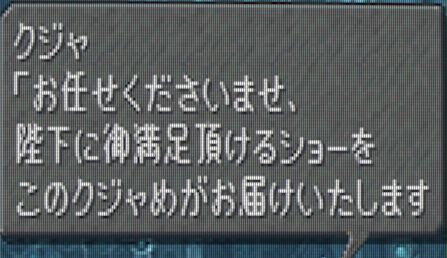 クジャ
「お任せくださいませ、
陛下に御満足頂けるショーを
このクジャめがお届けいたします